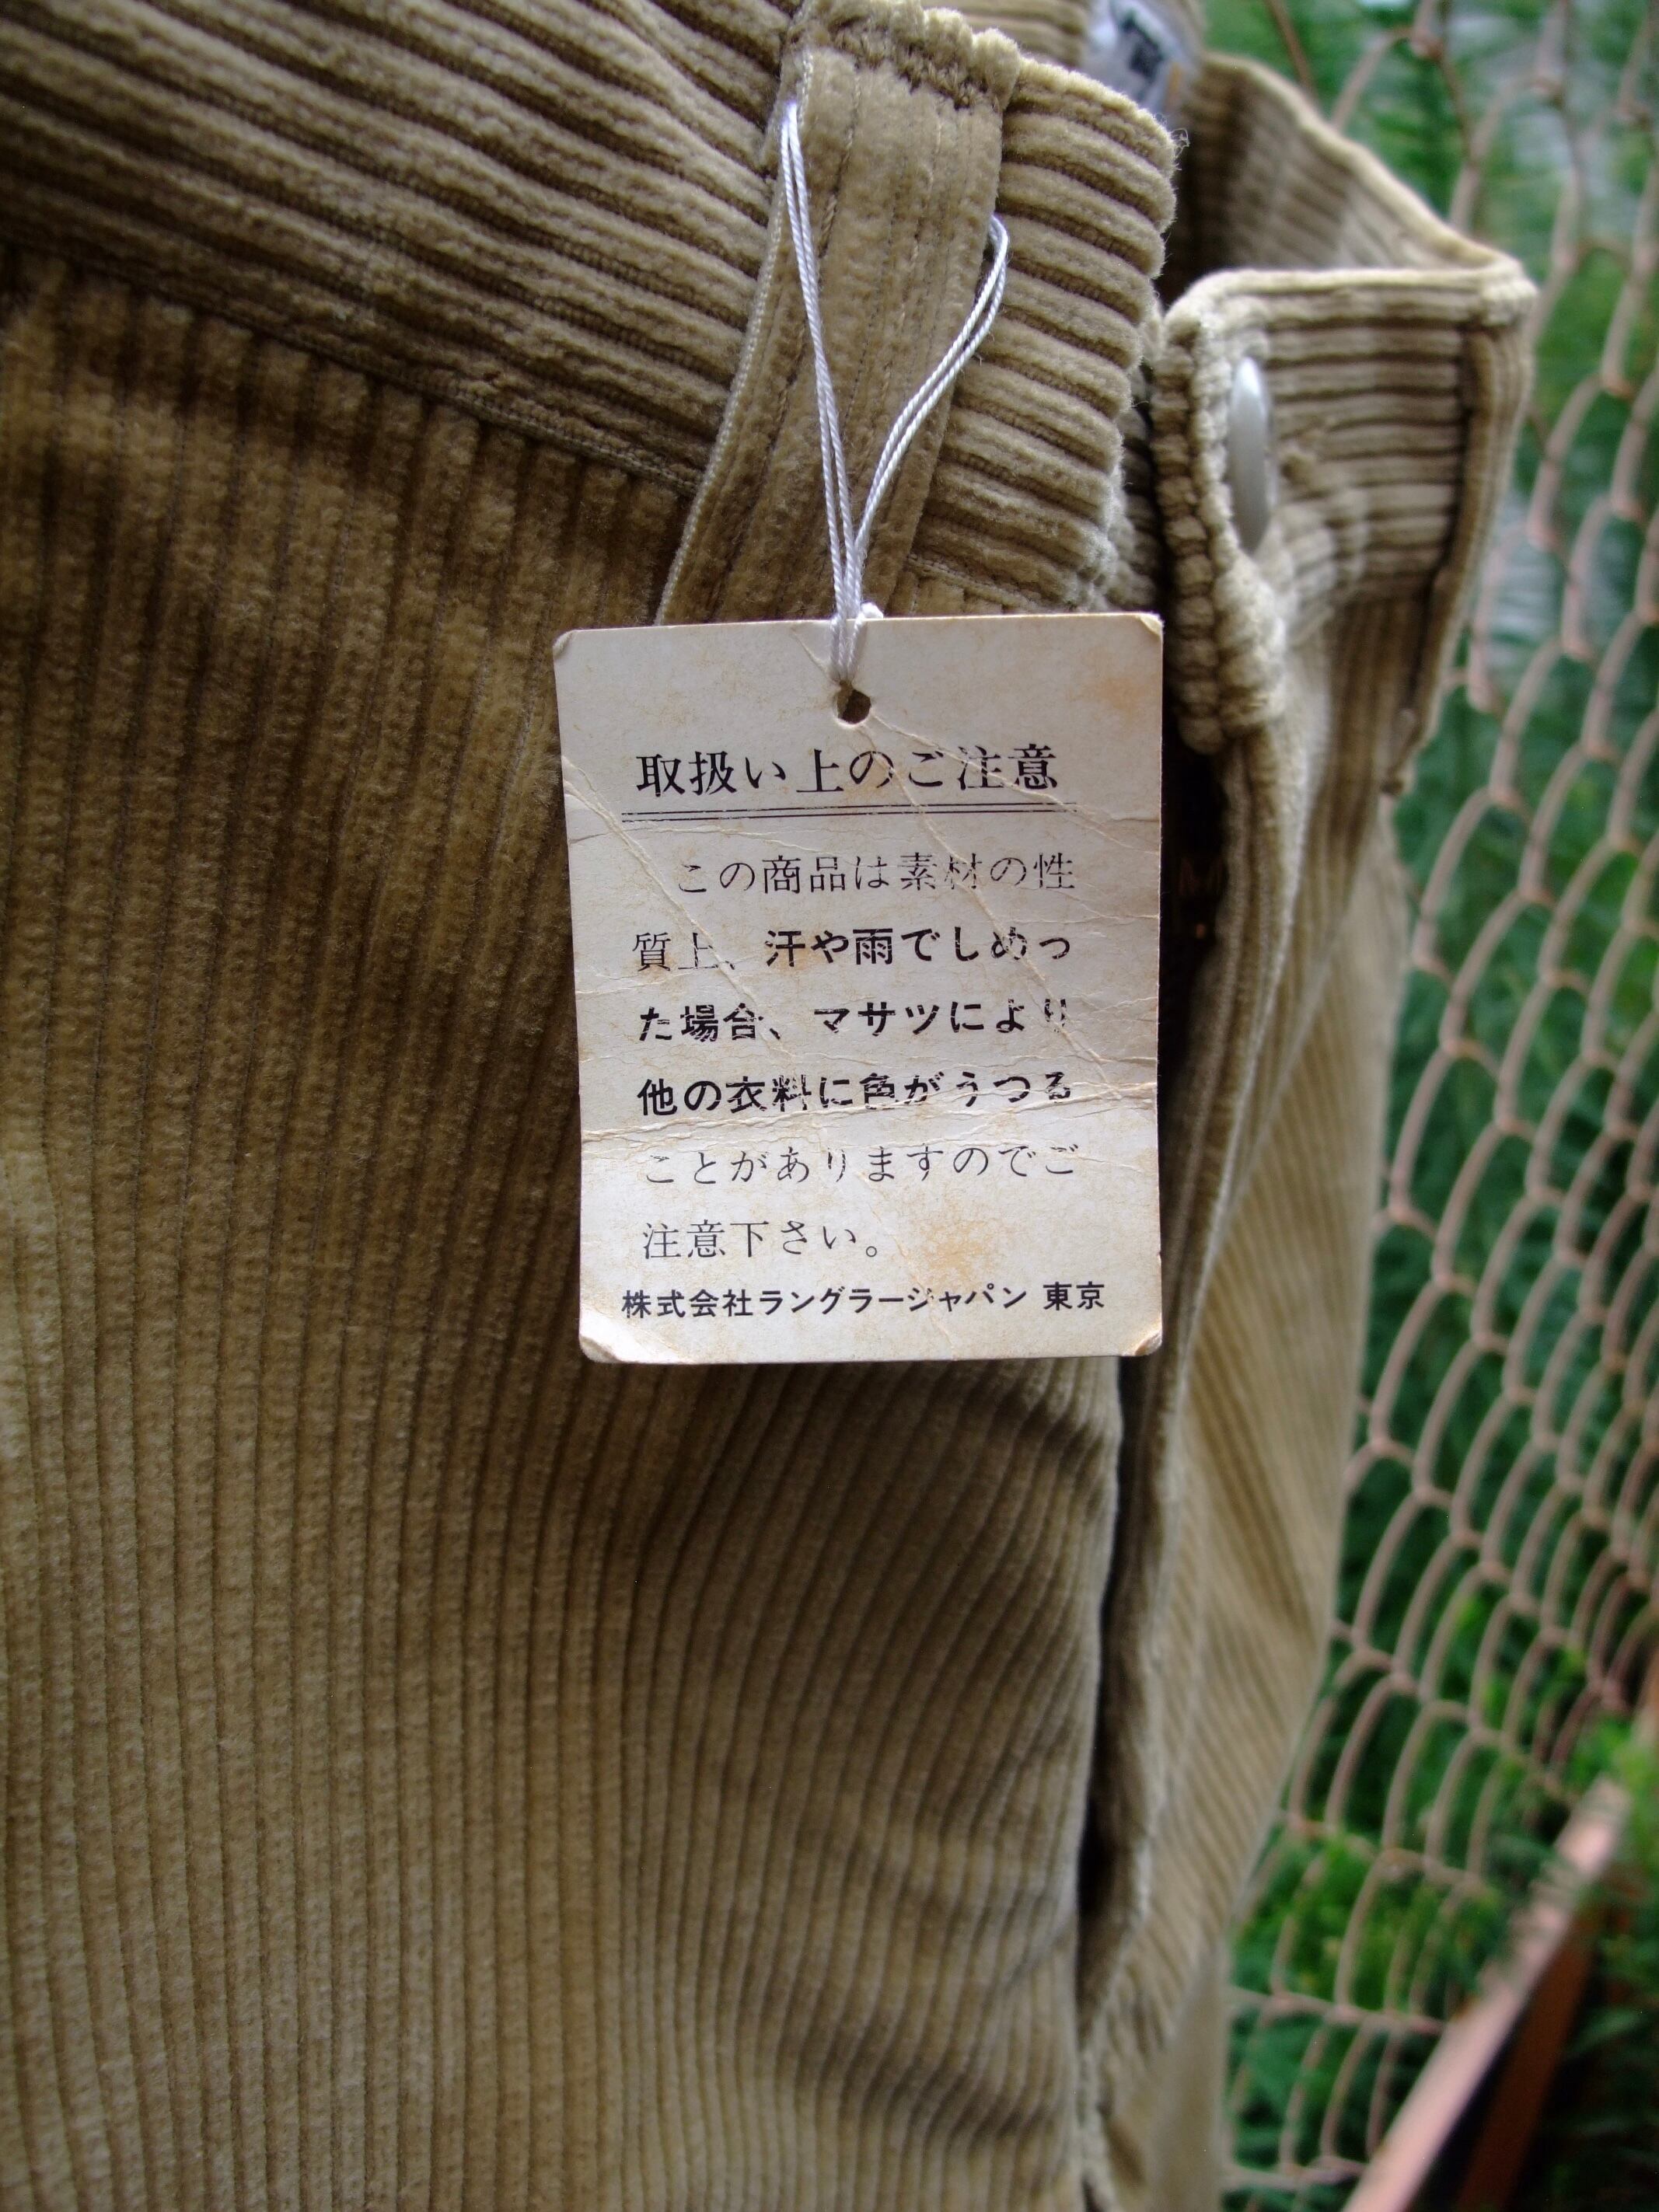 取扱い上のご注意
この商品は素材の性
質上、汗や雨でしめっ
た場合、マサツにより
他の衣料に色がうつる
ことがありますのでご
注意下さい。
株式会社ラングラージャパン 東京